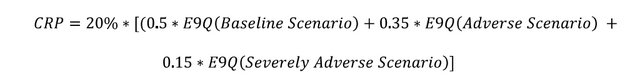 CRP = 20% * [(0.5 * E9Q(Baseline Scenario) + 0.35 * E9Q(Adverse Scenario) +
0.15 * E9Q(Severely Adverse Scenario)]